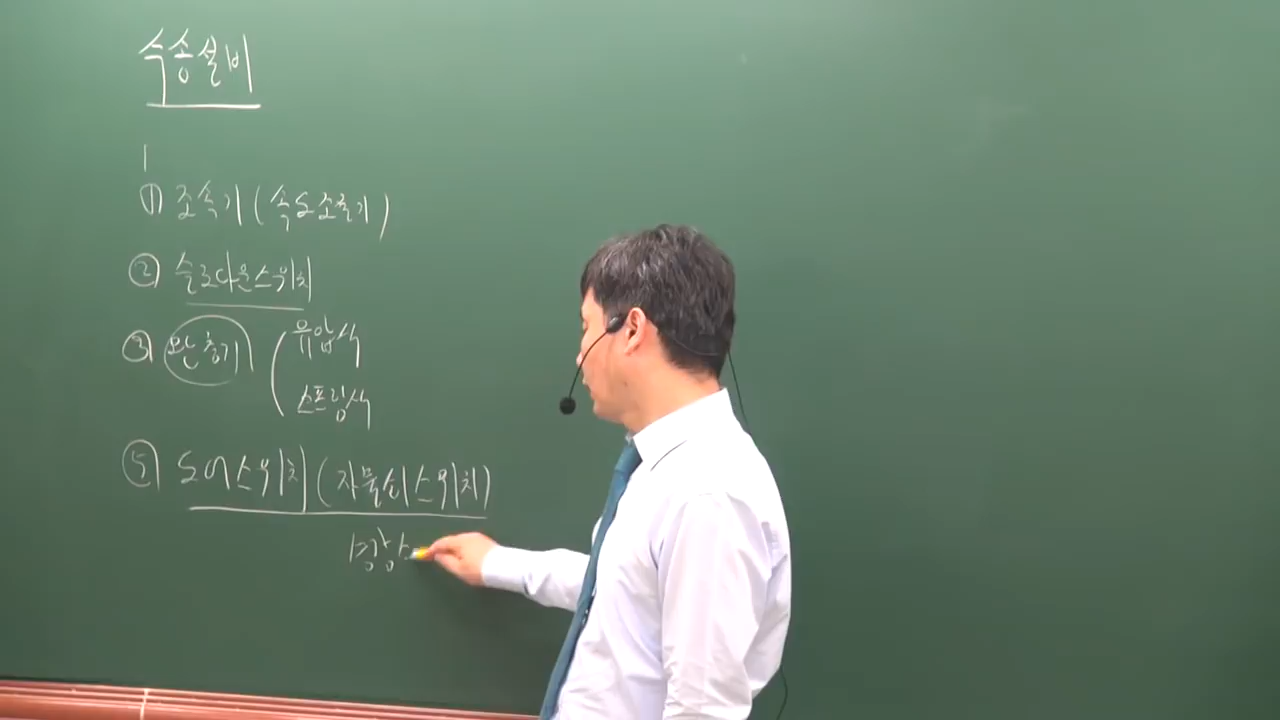 수송설비
1
① 조속기 (속도조절기)
② 슬로다운스위치
③ 완충기 ( 유압식
스프링식
⑤ 도어스위치 (자물쇠스위치)